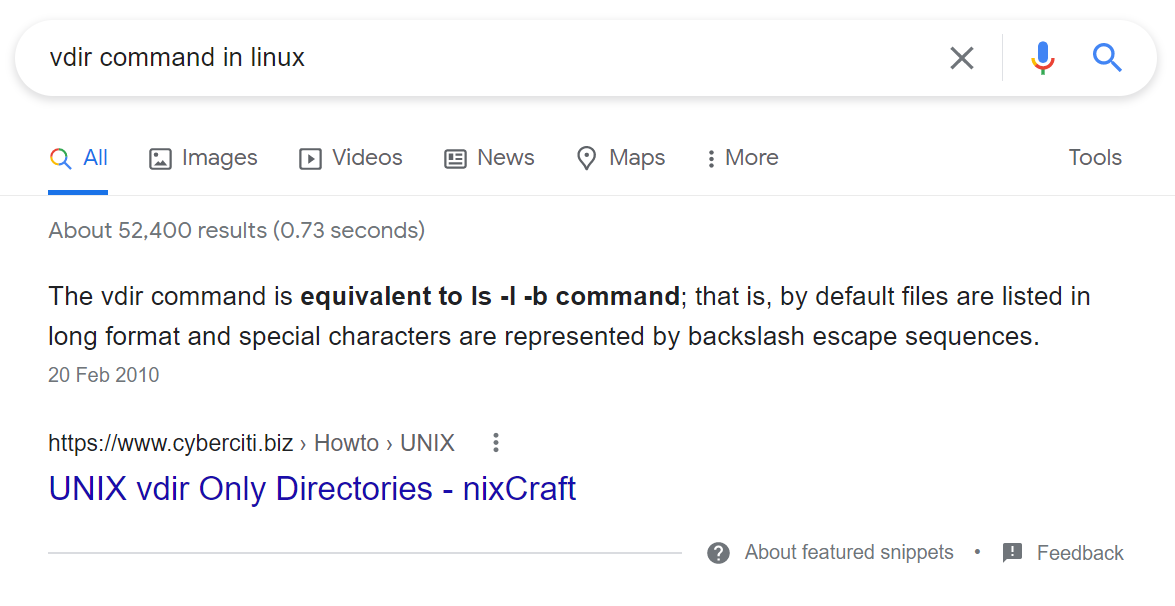 vdir command in linux
All Images Videos News Maps More Tools
About 52,400 results (0.73 seconds)
The vdir command is equivalent to ls -l -b command; that is, by default files are listed in
long format and special characters are represented by backslash escape sequences.
20 Feb 2010
https://www.cyberciti.biz › Howto › UNIX
UNIX vdir Only Directories - nixCraft
About featured snippets • Feedback